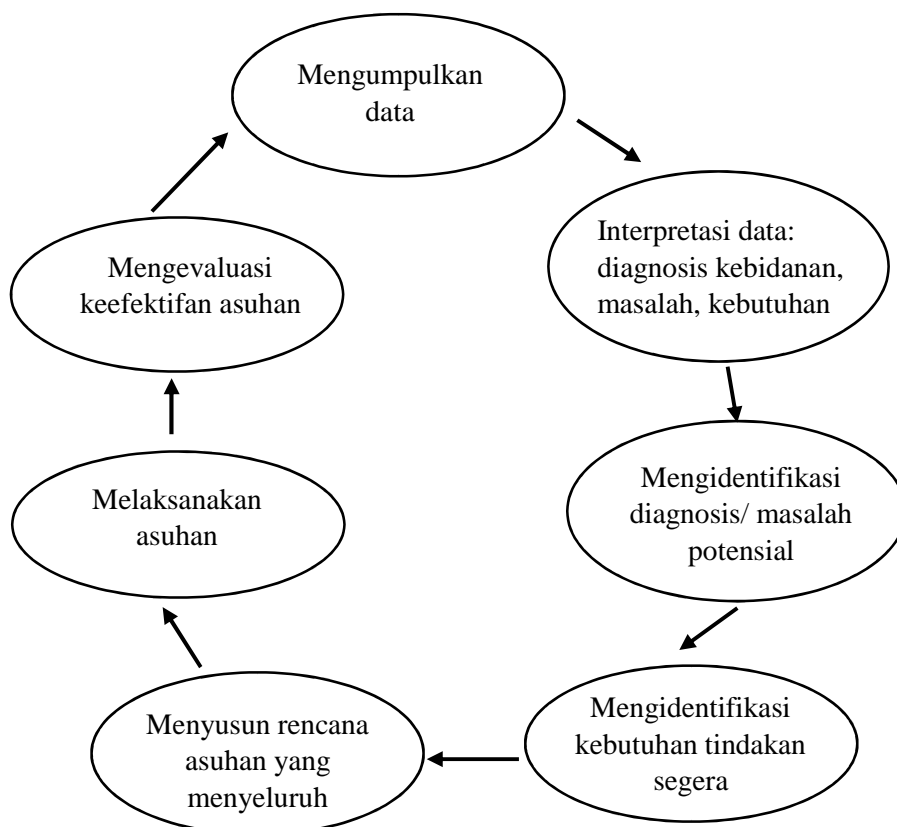 Mengumpulkan
data
Interpretasi data:
diagnosis kebidanan,
masalah, kebutuhan
Mengidentifikasi
diagnosis/ masalah
potensial
Mengidentifikasi
kebutuhan tindakan
segera
Menyusun rencana
asuhan yang
menyeluruh
Melaksanakan
asuhan
Mengevaluasi
keefektifan asuhan